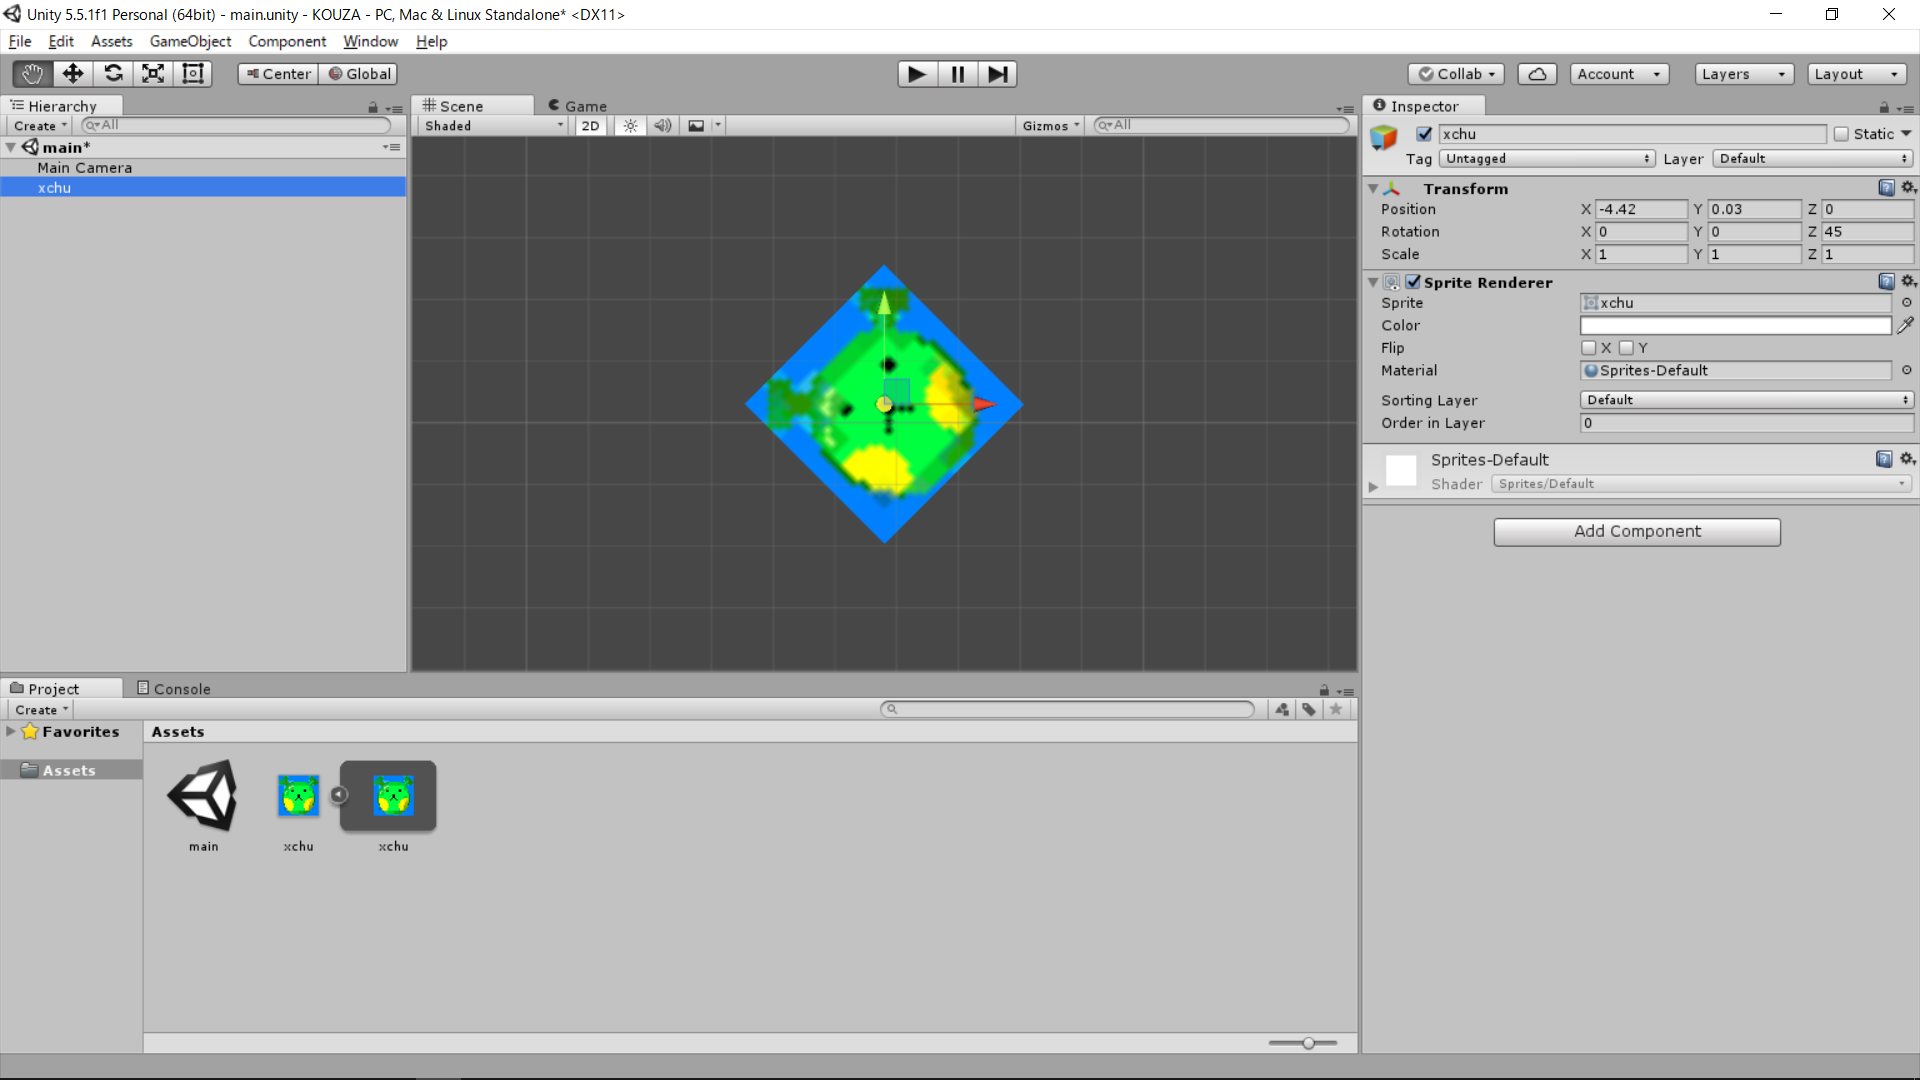 Unity 5.5.1f1 Personal (64bit) - main.unity - KOUZA - PC, Mac & Linux Standalone* <DX11>
File Edit Assets GameObject Component Window Help
Center Global Collab Account Layers Layout
Hierarchy
Create All
main*
Main Camera
xchu
Scene Game
Shaded 2D Gizmos All
Inspector
xchu Static
Tag Untagged Layer Default
Transform
Position X -4.42 Y 0.03 Z 0
Rotation X 0 Y 0 Z 45
Scale X 1 Y 1 Z 1
Sprite Renderer
Sprite xchu
Color
Flip X Y
Material Sprites-Default
Sorting Layer Default
Order in Layer 0
Sprites-Default
Shader Sprites/Default
Add Component
Project Console
Create
Favorites
Assets
Assets
main xchu xchu